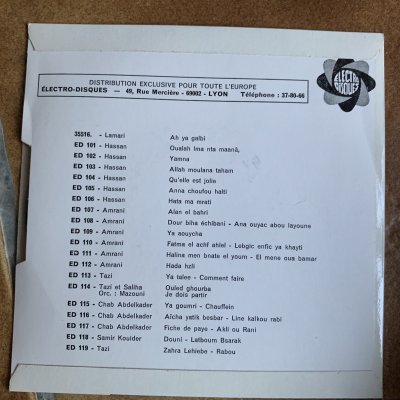 DISTRIBUTION EXCLUSIVE POUR TOUTE L'EUROPE
ÉLECTRO-DISQUES — 49, Rue Mercière - 69002 - LYON Téléphone : 37-80-66
ELECTRO
DISQUES
35516. - Lamari Ah ya galbi
ED 101 - Hassan Oualah lma nta maanâ,
ED 102 - Hassan Yamna
ED 103 - Hassan Allah moulana taham
ED 104 - Hassan Qu'elle est jolie
ED 105 - Hassan Anna choufou halti
ED 106 - Hassan Hata ma mrati
ED 107 - Amrani Alan el bahri
ED 108 - Amrani Dour biha échibani - Ana ouyac abou layoune
ED 109 - Amrani Ya aouycha
ED 110 - Amrani Fatma el achf ahlel - Lebgic enfic ya khayti
ED 111 - Amrani Halina men bnate el youm - El mene oua bamar
ED 112 - Amrani Hada hzli
ED 113 - Tazi Ya talee - Comment faire
ED 114 - Tazi et Saliha Ouled ghourba
Orc. : Mazouni Je dois partir
ED 115 - Chab Abdelkader Ya goumri - Chauffein
ED 116 - Chab Abdelkader Aïcha yatik besbar - Line kalkou rabi
ED 117 - Chab Abdelkader Fiche de paye - Akli ou Rani
ED 118 - Samir Kouider Douni - Latboum Bsarak
ED 119 - Tazi Zahra Lehlebe - Rabou